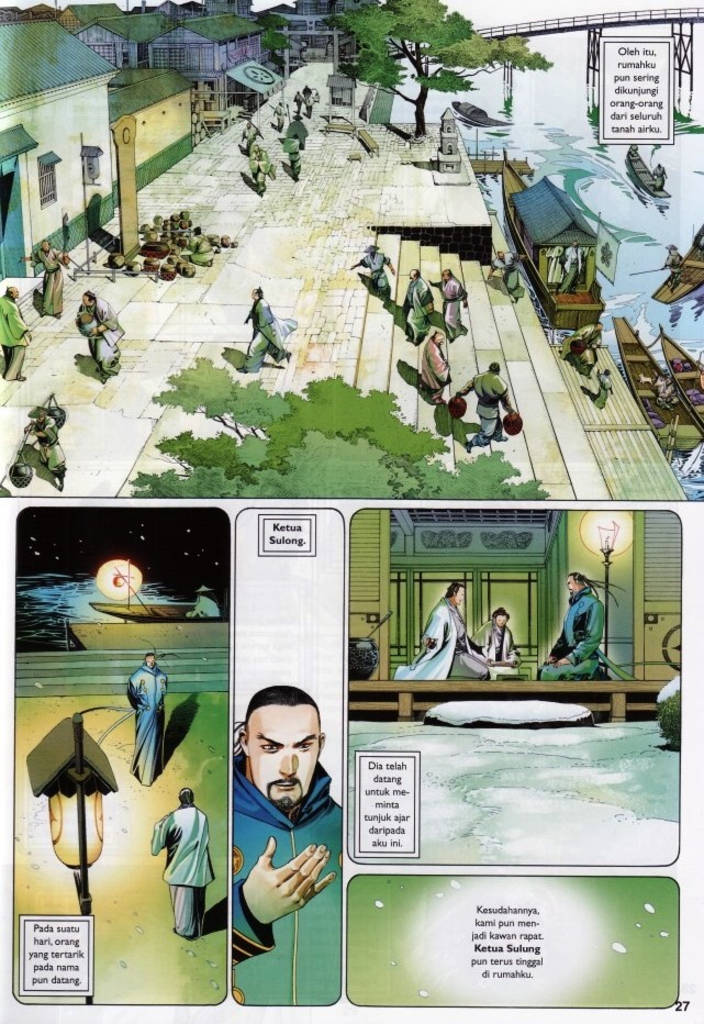 Oleh itu,
rumahku
pun sering
dikunjungi
orang-orang
dari seluruh
tanah airku.
Pada suatu
hari, orang
yang tertarik
pada nama
pun datang.
Ketua
Sulong.
Dia telah
datang
untuk me-
minta
tunjuk ajar
daripada
aku ini.
Kesudahannya,
kami pun men-
jadi kawan rapat.
Ketua Sulung
pun terus tinggal
di rumahku.
27